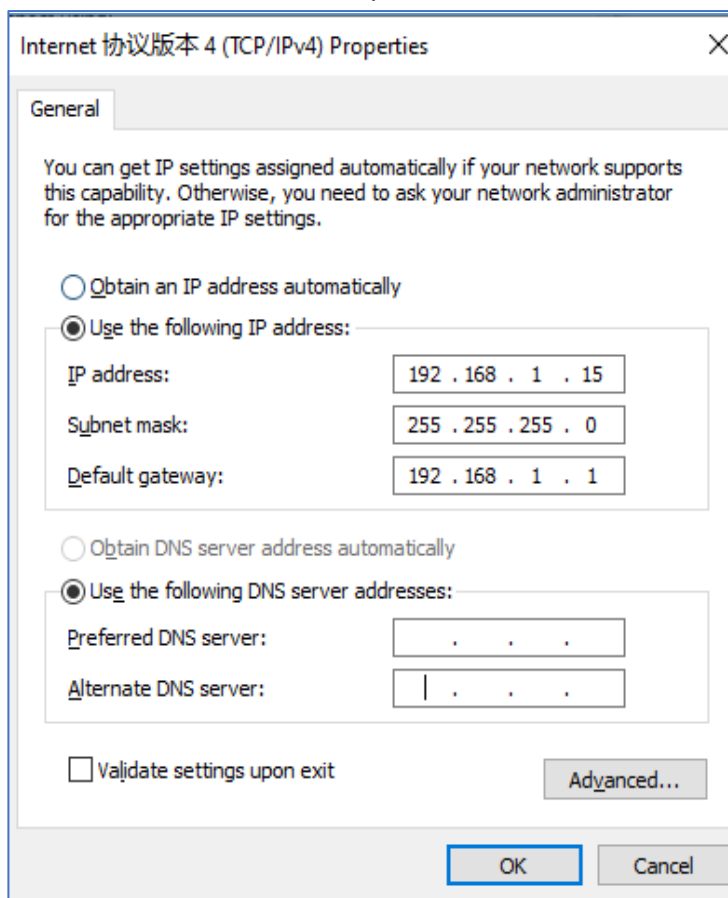 Internet 协议版本 4 (TCP/IPv4) Properties
General
You can get IP settings assigned automatically if your network supports
this capability. Otherwise, you need to ask your network administrator
for the appropriate IP settings.
Obtain an IP address automatically
Use the following IP address:
IP address: 192 . 168 . 1 . 15
Subnet mask: 255 . 255 . 255 . 0
Default gateway: 192 . 168 . 1 . 1
Obtain DNS server address automatically
Use the following DNS server addresses:
Preferred DNS server: . . .
Alternate DNS server: . . .
Validate settings upon exit
Advanced...
OK Cancel